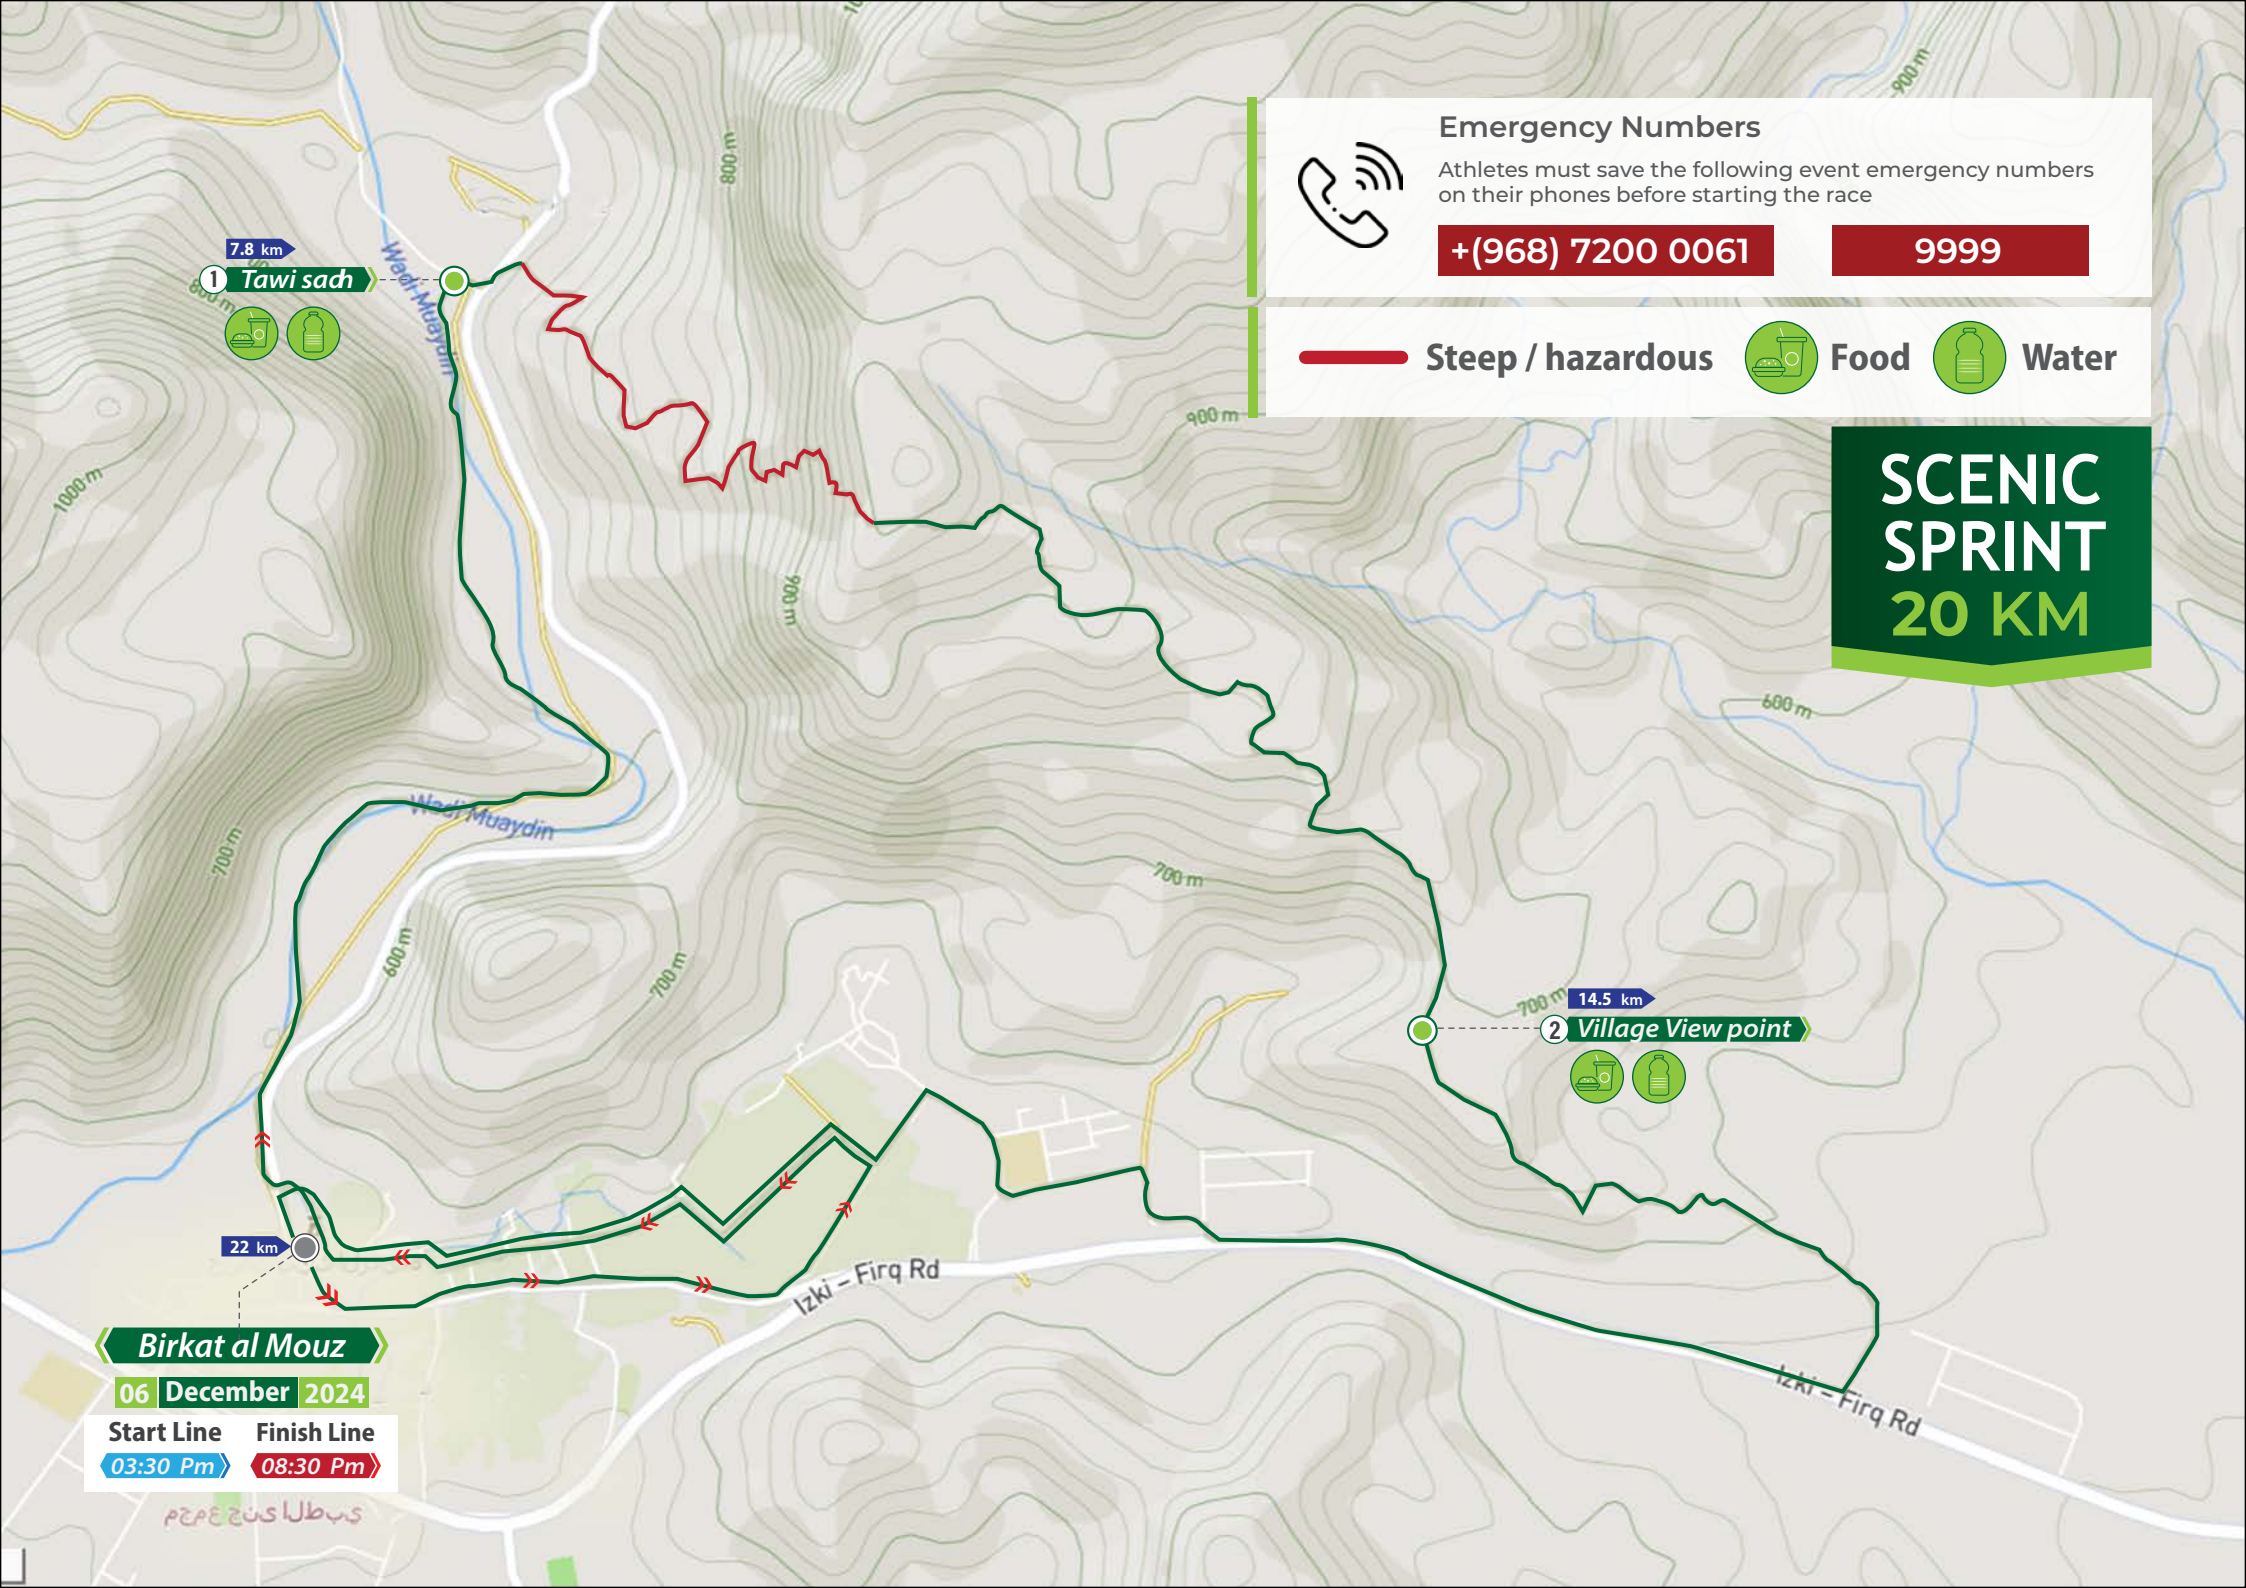 Emergency Numbers
Athletes must save the following event emergency numbers
on their phones before starting the race
+(968) 7200 0061
9999
Steep / hazardous
Food
Water
SCENIC
SPRINT
20 KM
900 m
800 m
7.8 km
1 Tawi sadh
800 m
Wadi Muaydin
1000 m
900 m
900 m
600 m
Wadi Muaydin
700 m
700 m
600 m
700 m
700 m
14.5 km
2 Village View point
22 km
Izki – Firq Rd
Izki – Firq Rd
Birkat al Mouz
06 December 2024
Start Line
Finish Line
03:30 Pm
08:30 Pm